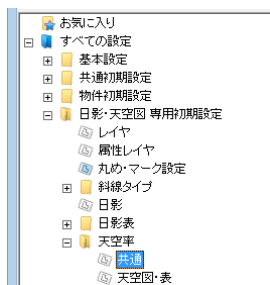 お気に入り
すべての設定
基本設定
共通初期設定
物件初期設定
日影・天空図 専用初期設定
レイヤ
属性レイヤ
丸め・マーク設定
斜線タイプ
日影
日影表
天空率
共通
天空図・表